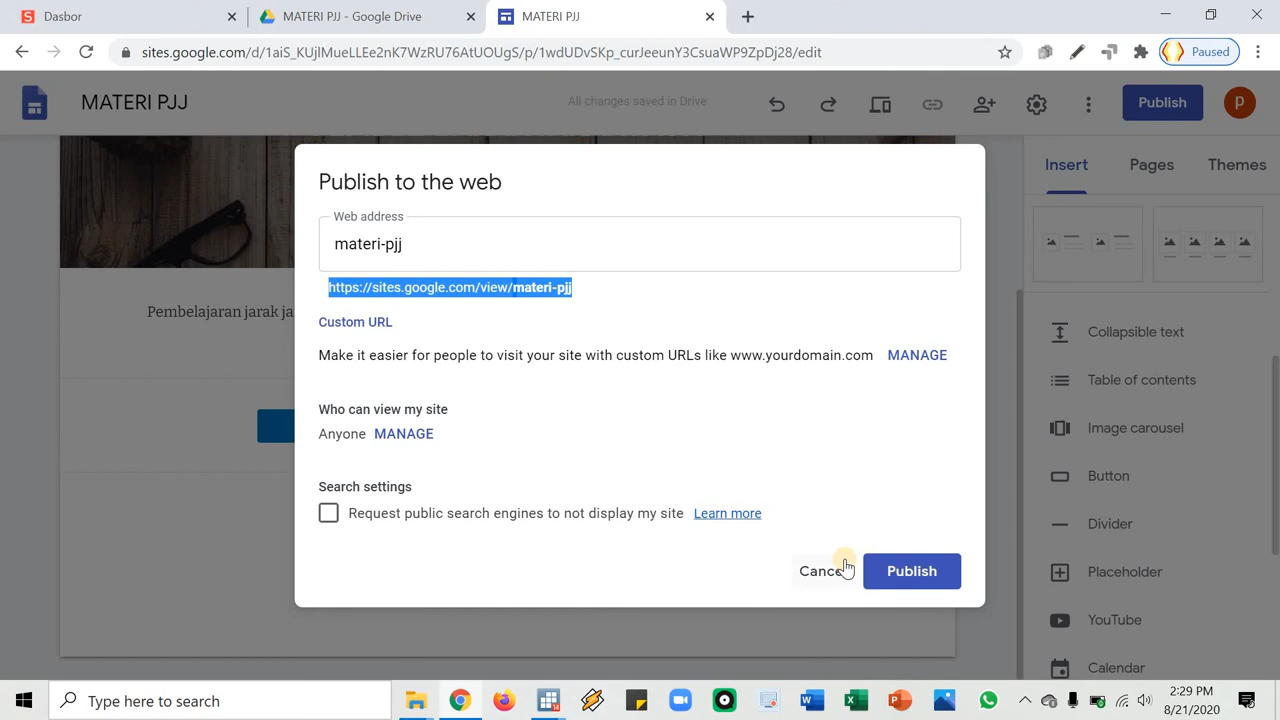 Dasbor
MATERI PJJ - Google Drive
MATERI PJJ
sites.google.com/d/1aiS_KUjlMueLLEe2nK7WzRU76AtUOUgS/p/1wdUDvSKp_curJeeunY3CsuaWP9ZpDj28/edit
Paused
MATERI PJJ
All changes saved in Drive
Publish
p
Insert
Pages
Themes
Publish to the web
Web address
materi-pjj
https://sites.google.com/view/materi-pjj
Custom URL
Make it easier for people to visit your site with custom URLs like www.yourdomain.com MANAGE
Who can view my site
Anyone MANAGE
Search settings
Request public search engines to not display my site Learn more
Cancel
Publish
Pembelajaran jarak ja
Collapsible text
Table of contents
Image carousel
Button
Divider
Placeholder
YouTube
Calendar
Type here to search
14
2:29 PM
8/21/2020